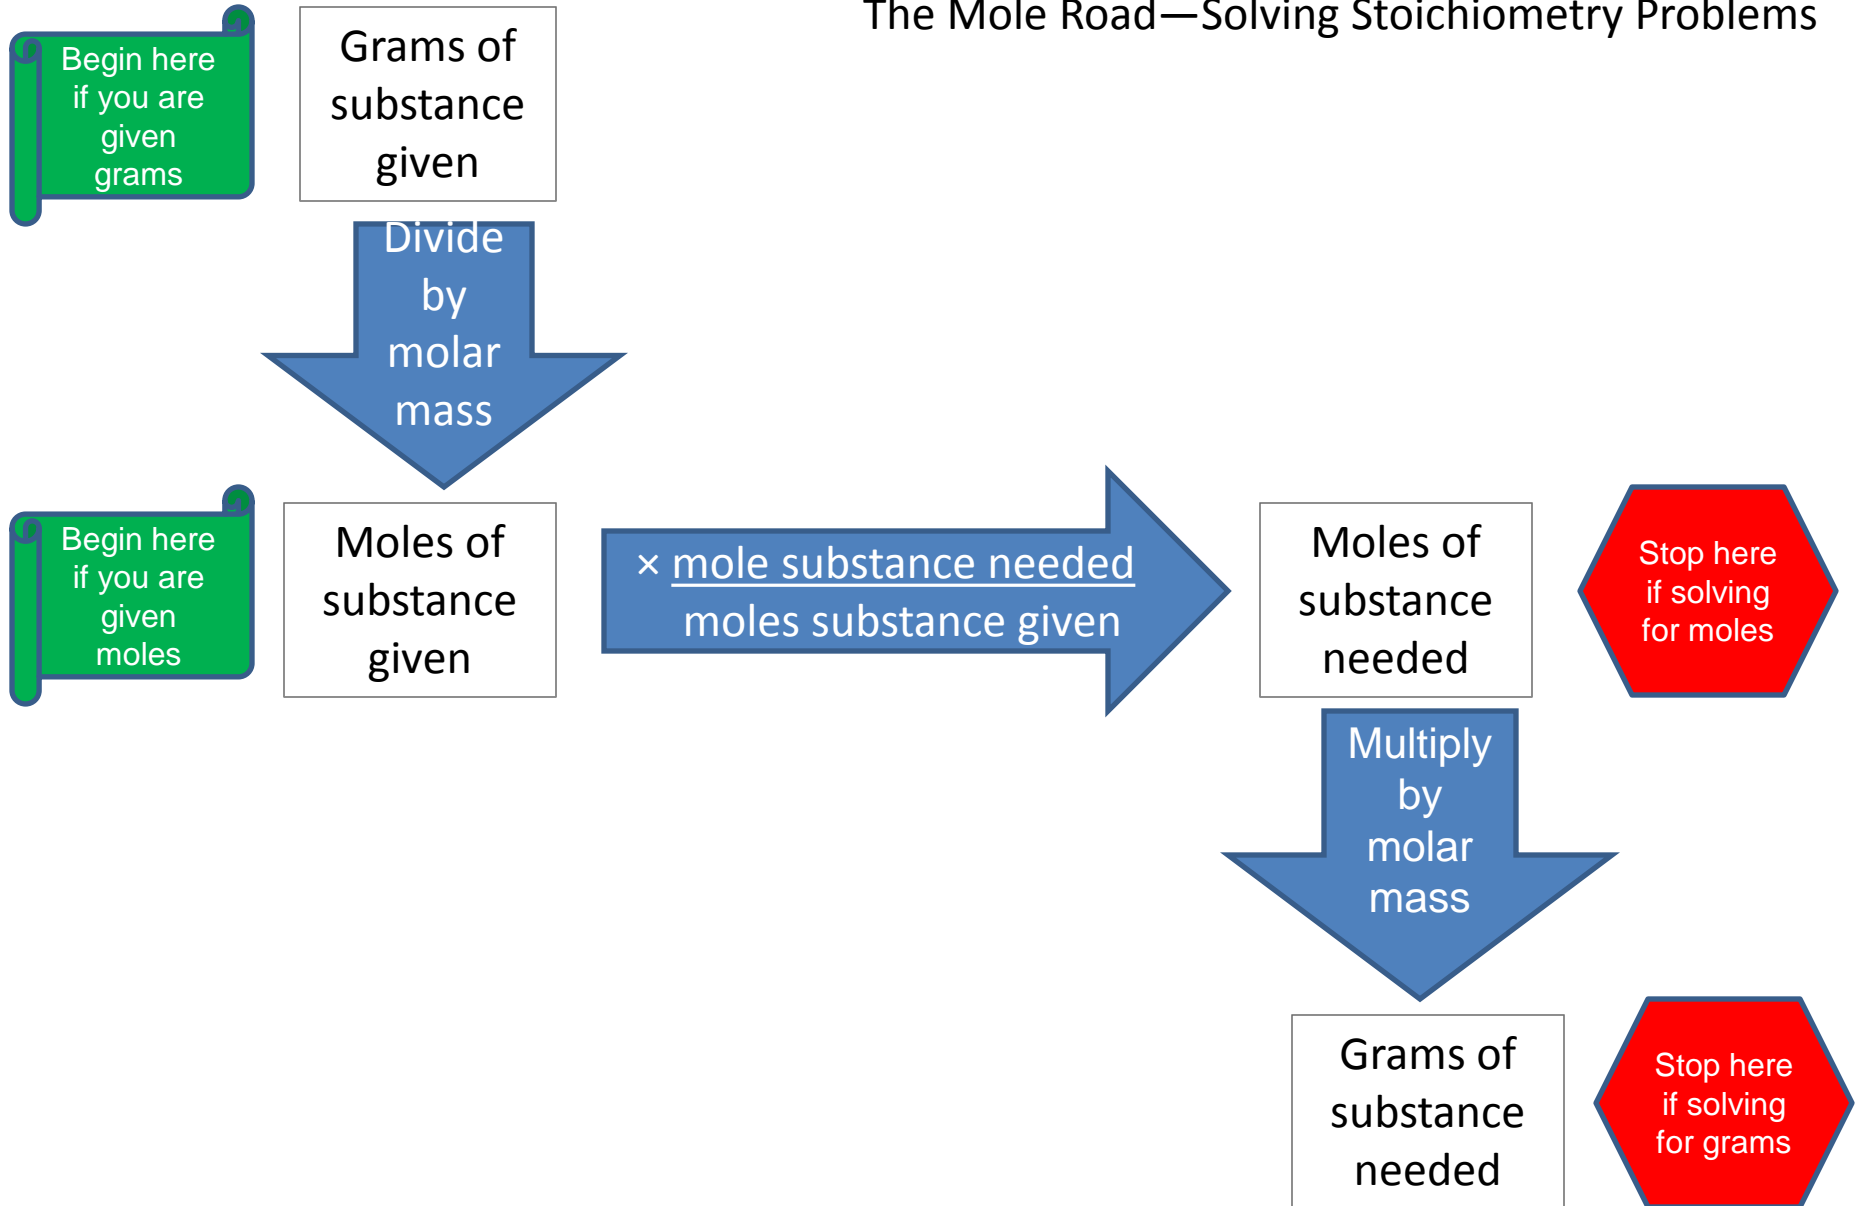 The Mole Road—Solving Stoichiometry Problems
Begin here
if you are
given
grams
Grams of
substance
given
Divide
by
molar
mass
Begin here
if you are
given
moles
Moles of
substance
given
× mole substance needed
moles substance given
Moles of
substance
needed
Stop here
if solving
for moles
Multiply
by
molar
mass
Grams of
substance
needed
Stop here
if solving
for grams